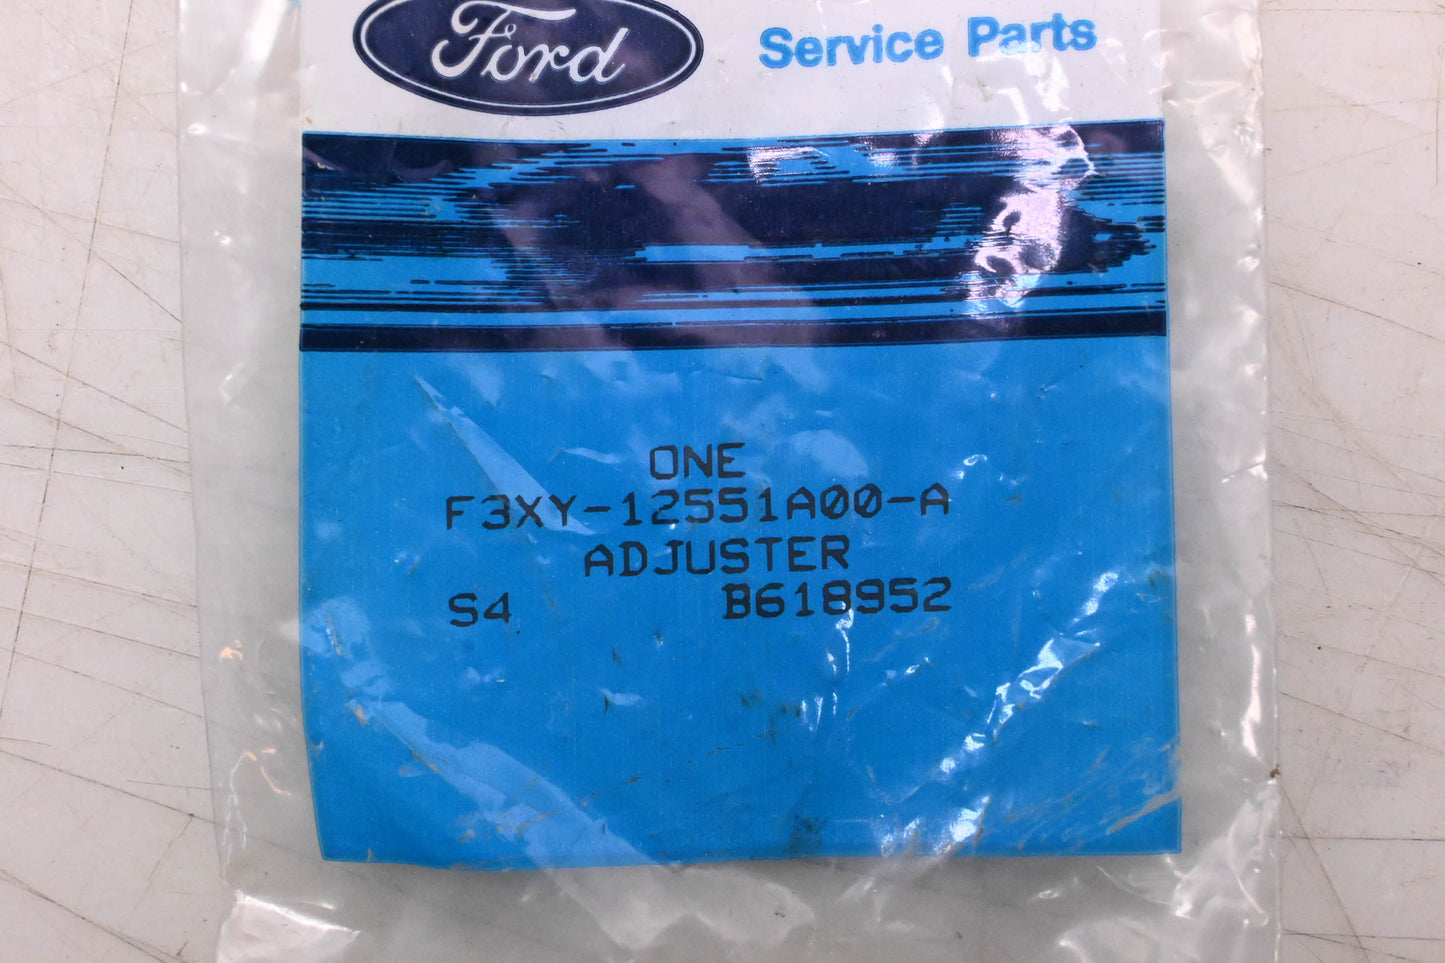 Ford Service Parts
ONE
F3XY-12551A00-A
ADJUSTER
S4 B618952